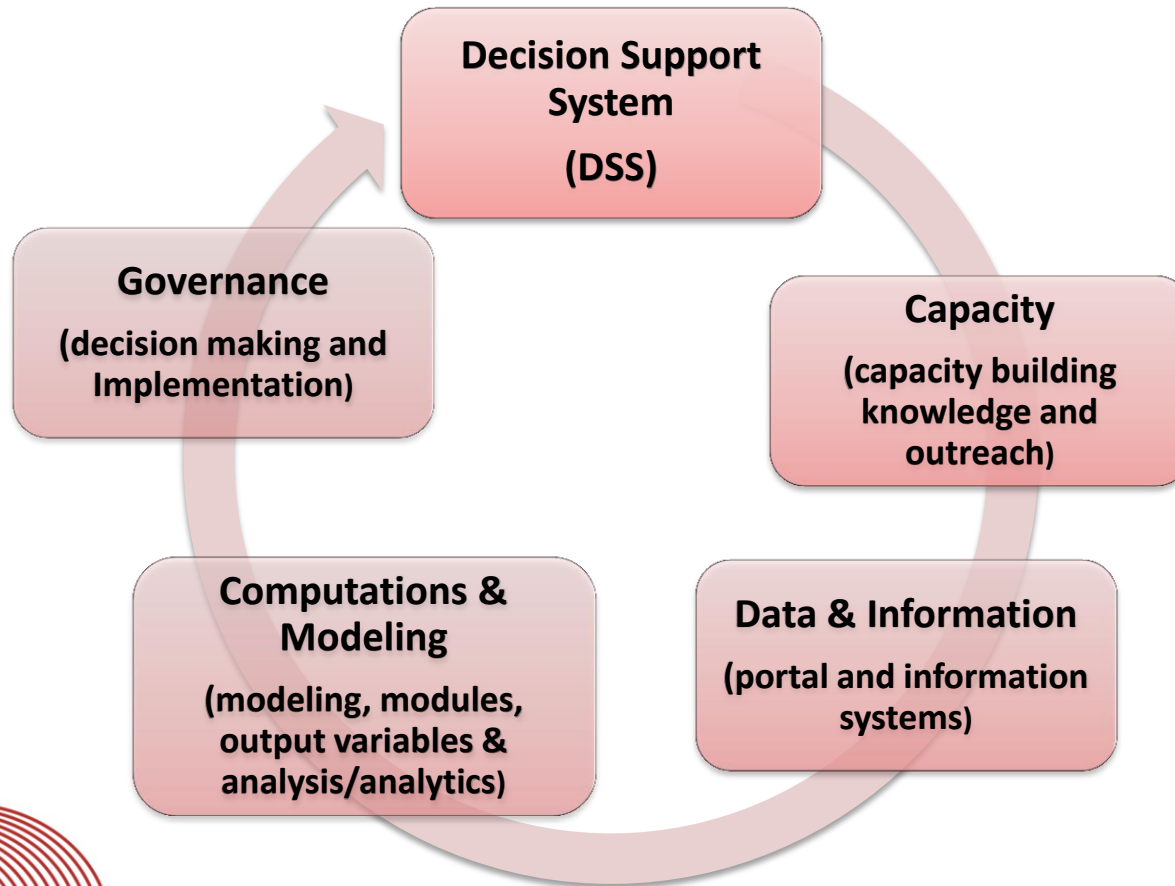 Decision Support
System
(DSS)
Capacity
(capacity building
knowledge and
outreach)
Data & Information
(portal and information
systems)
Computations &
Modeling
(modeling, modules,
output variables &
analysis/analytics)
Governance
(decision making and
Implementation)